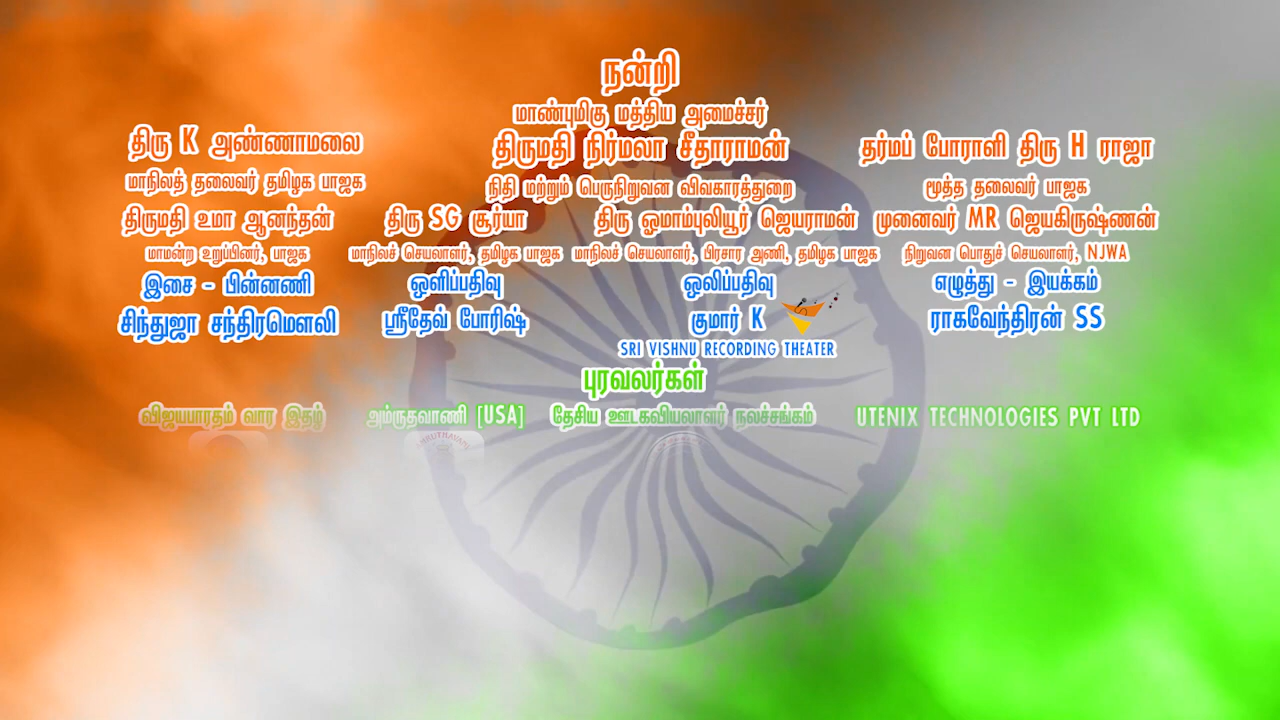 நன்றி
மாண்புமிகு மத்திய அமைச்சர்
திரு K அண்ணாமலை திருமதி நிர்மலா சீதாராமன் தர்மப் போராளி திரு H ராஜா
மாநிலத் தலைவர் தமிழக பாஜக நிதி மற்றும் பெருநிறுவன விவகாரத்துறை மூத்த தலைவர் பாஜக
திருமதி உமா ஆனந்தன் திரு SG சூர்யா திரு ஓமாம்புலியூர் ஜெயராமன் முனைவர் MR ஜெயகிருஷ்ணன்
மாமன்ற உறுப்பினர், பாஜக மாநிலச் செயலாளர், தமிழக பாஜக மாநிலச் செயலாளர், பிரசார அணி, தமிழக பாஜக நிறுவன பொதுச் செயலாளர், NJWA
இசை - பின்னணி ஒளிப்பதிவு ஒலிப்பதிவு எழுத்து - இயக்கம்
சிந்துஜா சந்திரமௌலி ஸ்ரீதேவ் போரிஷ் குமார் K ராகவேந்திரன் SS
SRI VISHNU RECORDING THEATER
புரவலர்கள்
விஜயபாரதம் வார இதழ் அம்ருதவாணி [USA] தேசிய ஊடகவியலாளர் நலச்சங்கம் UTENIX TECHNOLOGIES PVT LTD